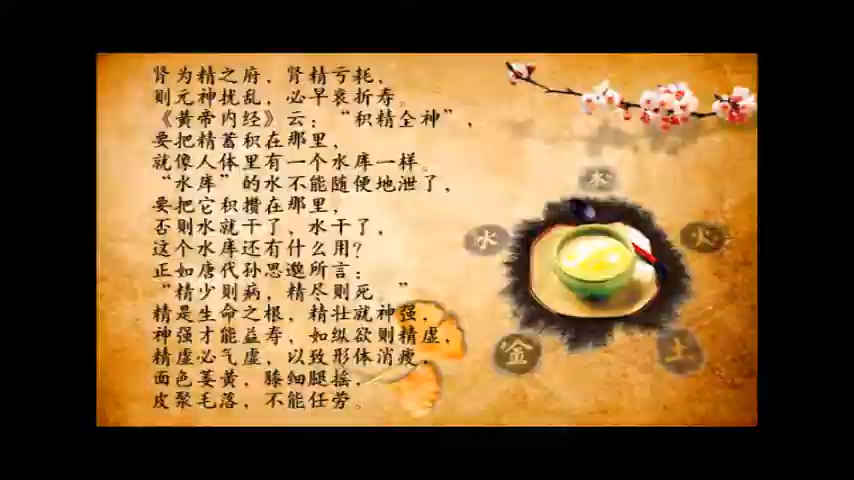 肾为精之府，肾精亏耗，
则元神扰乱，必早衰折寿。
《黄帝内经》云：“积精全神”，
要把精蓄积在那里，
就像人体里有一个水库一样。
“水库”的水不能随便地泄了，
要把它积攒在那里，
否则水就干了，水干了，
这个水库还有什么用？
正如唐代孙思邈所言：
“精少则病，精尽则死。”
精是生命之根，精壮就神强，
神强才能益寿，如纵欲则精虚，
精虚必气虚，以致形体消瘦，
面色萎黄，膝细腿摇，
皮聚毛落，不能任劳。
木
水
火
金
土